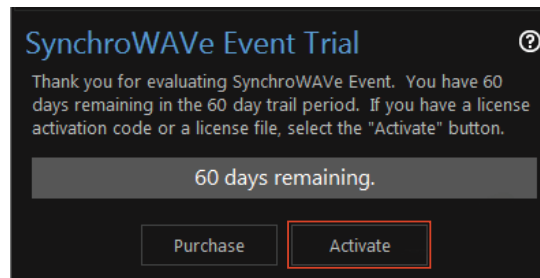 SynchroWAVe Event Trial
Thank you for evaluating SynchroWAVe Event. You have 60
days remaining in the 60 day trail period. If you have a license
activation code or a license file, select the "Activate" button.
60 days remaining.
Purchase Activate